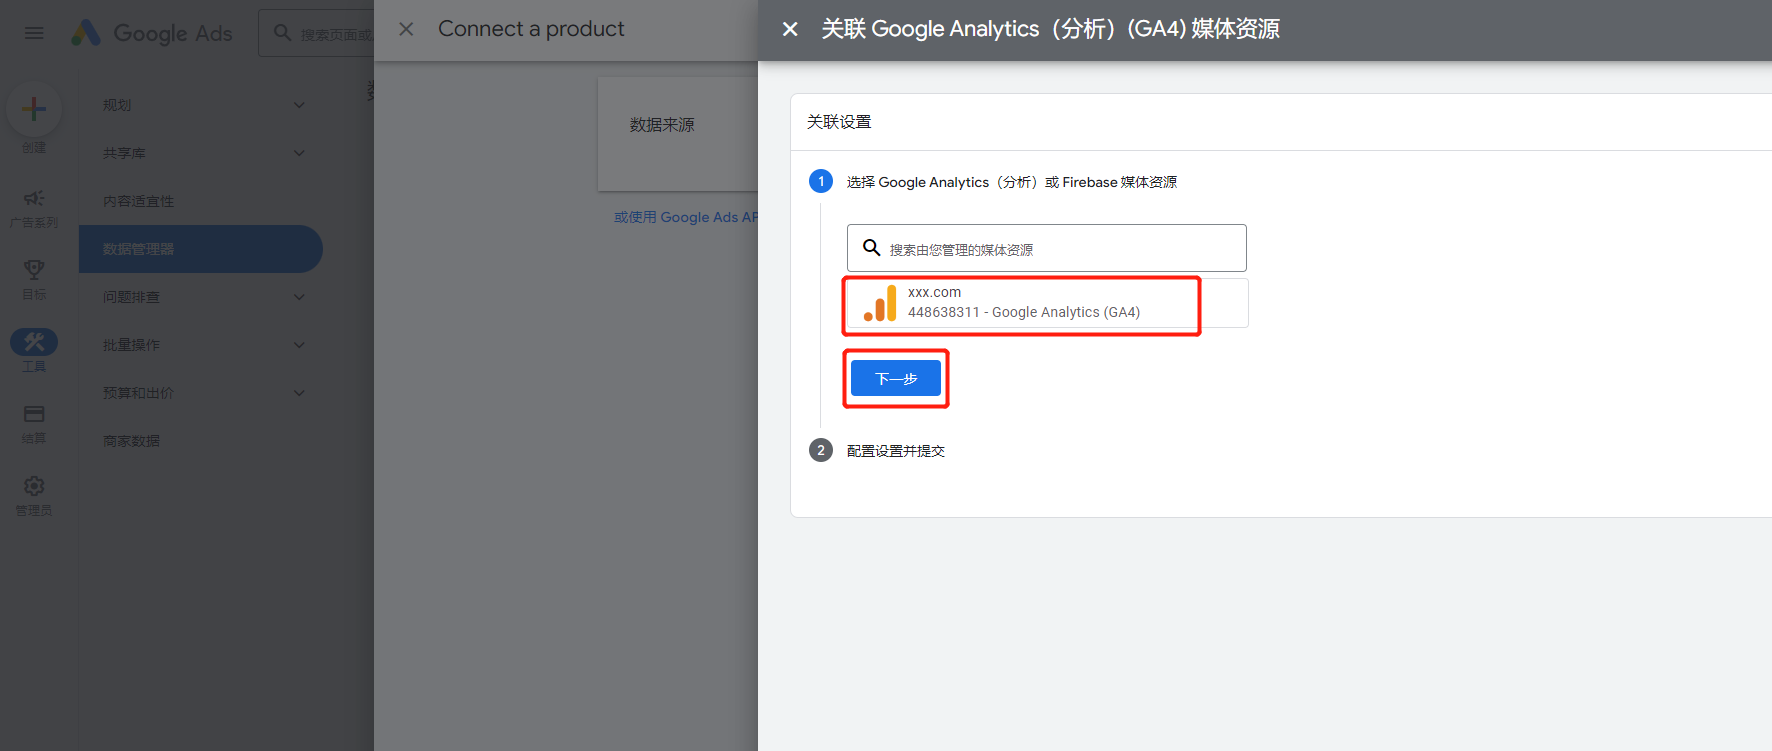 Google Ads
搜索页面或
创建
广告系列
目标
工具
结算
管理员
规划
共享库
内容适宜性
数据管理器
问题排查
批量操作
预算和出价
商家数据
Connect a product
数据来源
或使用 Google Ads AP
关联 Google Analytics（分析）(GA4) 媒体资源
关联设置
1 选择 Google Analytics（分析）或 Firebase 媒体资源
搜索由您管理的媒体资源
xxx.com
448638311 - Google Analytics (GA4)
下一步
2 配置设置并提交